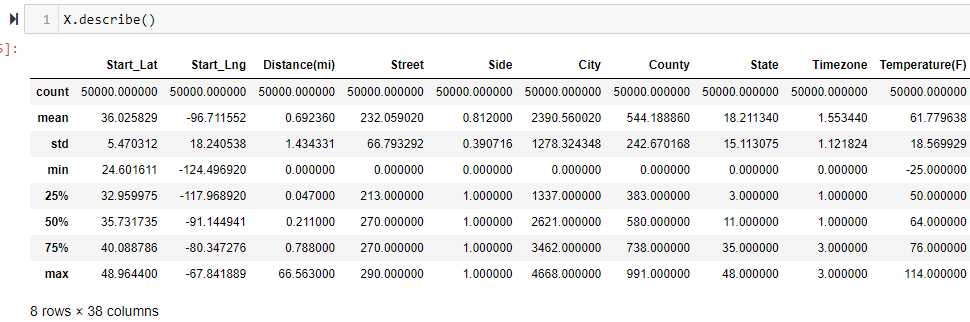 1 X.describe()
5]:
Start_Lat Start_Lng Distance(mi) Street Side City County State Timezone Temperature(F)
count 50000.000000 50000.000000 50000.000000 50000.000000 50000.000000 50000.000000 50000.000000 50000.000000 50000.000000 50000.000000
mean 36.025829 -96.711552 0.692360 232.059020 0.812000 2390.560020 544.188860 18.211340 1.553440 61.779638
std 5.470312 18.240538 1.434331 66.793292 0.390716 1278.324348 242.670168 15.113075 1.121824 18.569929
min 24.601611 -124.496920 0.000000 0.000000 0.000000 0.000000 0.000000 0.000000 0.000000 -25.000000
25% 32.959975 -117.968920 0.047000 213.000000 1.000000 1337.000000 383.000000 3.000000 1.000000 50.000000
50% 35.731735 -91.144941 0.211000 270.000000 1.000000 2621.000000 580.000000 11.000000 1.000000 64.000000
75% 40.088786 -80.347276 0.788000 270.000000 1.000000 3462.000000 738.000000 35.000000 3.000000 76.000000
max 48.964400 -67.841889 66.563000 290.000000 1.000000 4668.000000 991.000000 48.000000 3.000000 114.000000
8 rows × 38 columns